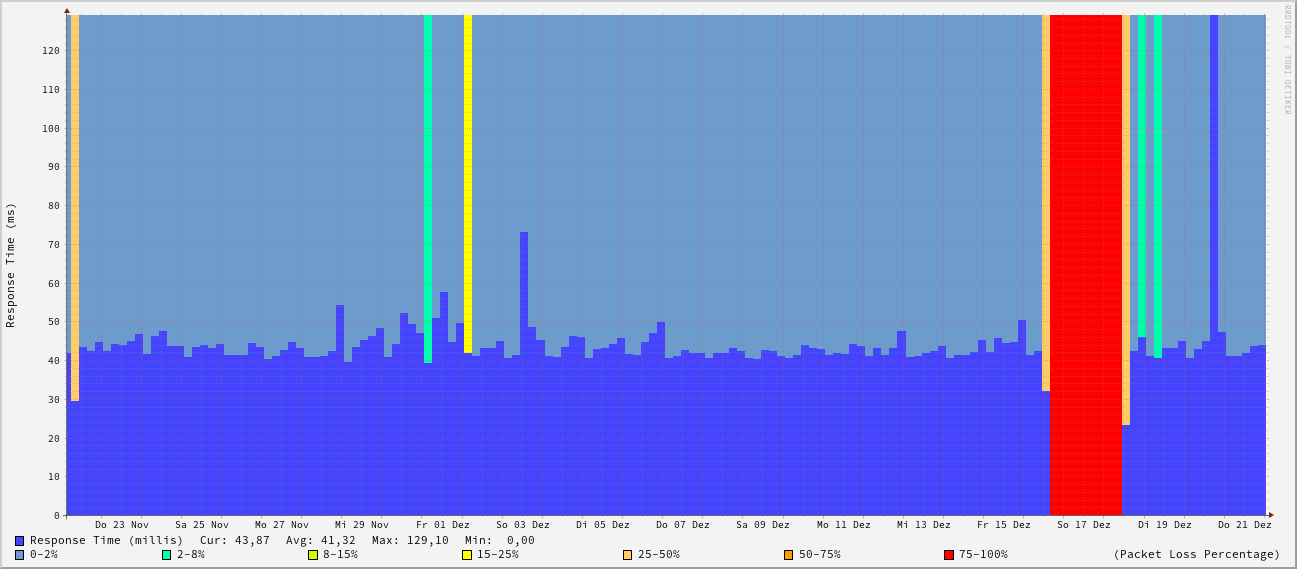 RRDTOOL / TOBI OETIKER
Response Time (ms)
120
110
100
90
80
70
60
50
40
30
20
10
0
Do 23 Nov Sa 25 Nov Mo 27 Nov Mi 29 Nov Fr 01 Dez So 03 Dez Di 05 Dez Do 07 Dez Sa 09 Dez Mo 11 Dez Mi 13 Dez Fr 15 Dez So 17 Dez Di 19 Dez Do 21 Dez
Response Time (millis) Cur: 43,87 Avg: 41,32 Max: 129,10 Min: 0,00
0-2% 2-8% 8-15% 15-25% 25-50% 50-75% 75-100% (Packet Loss Percentage)